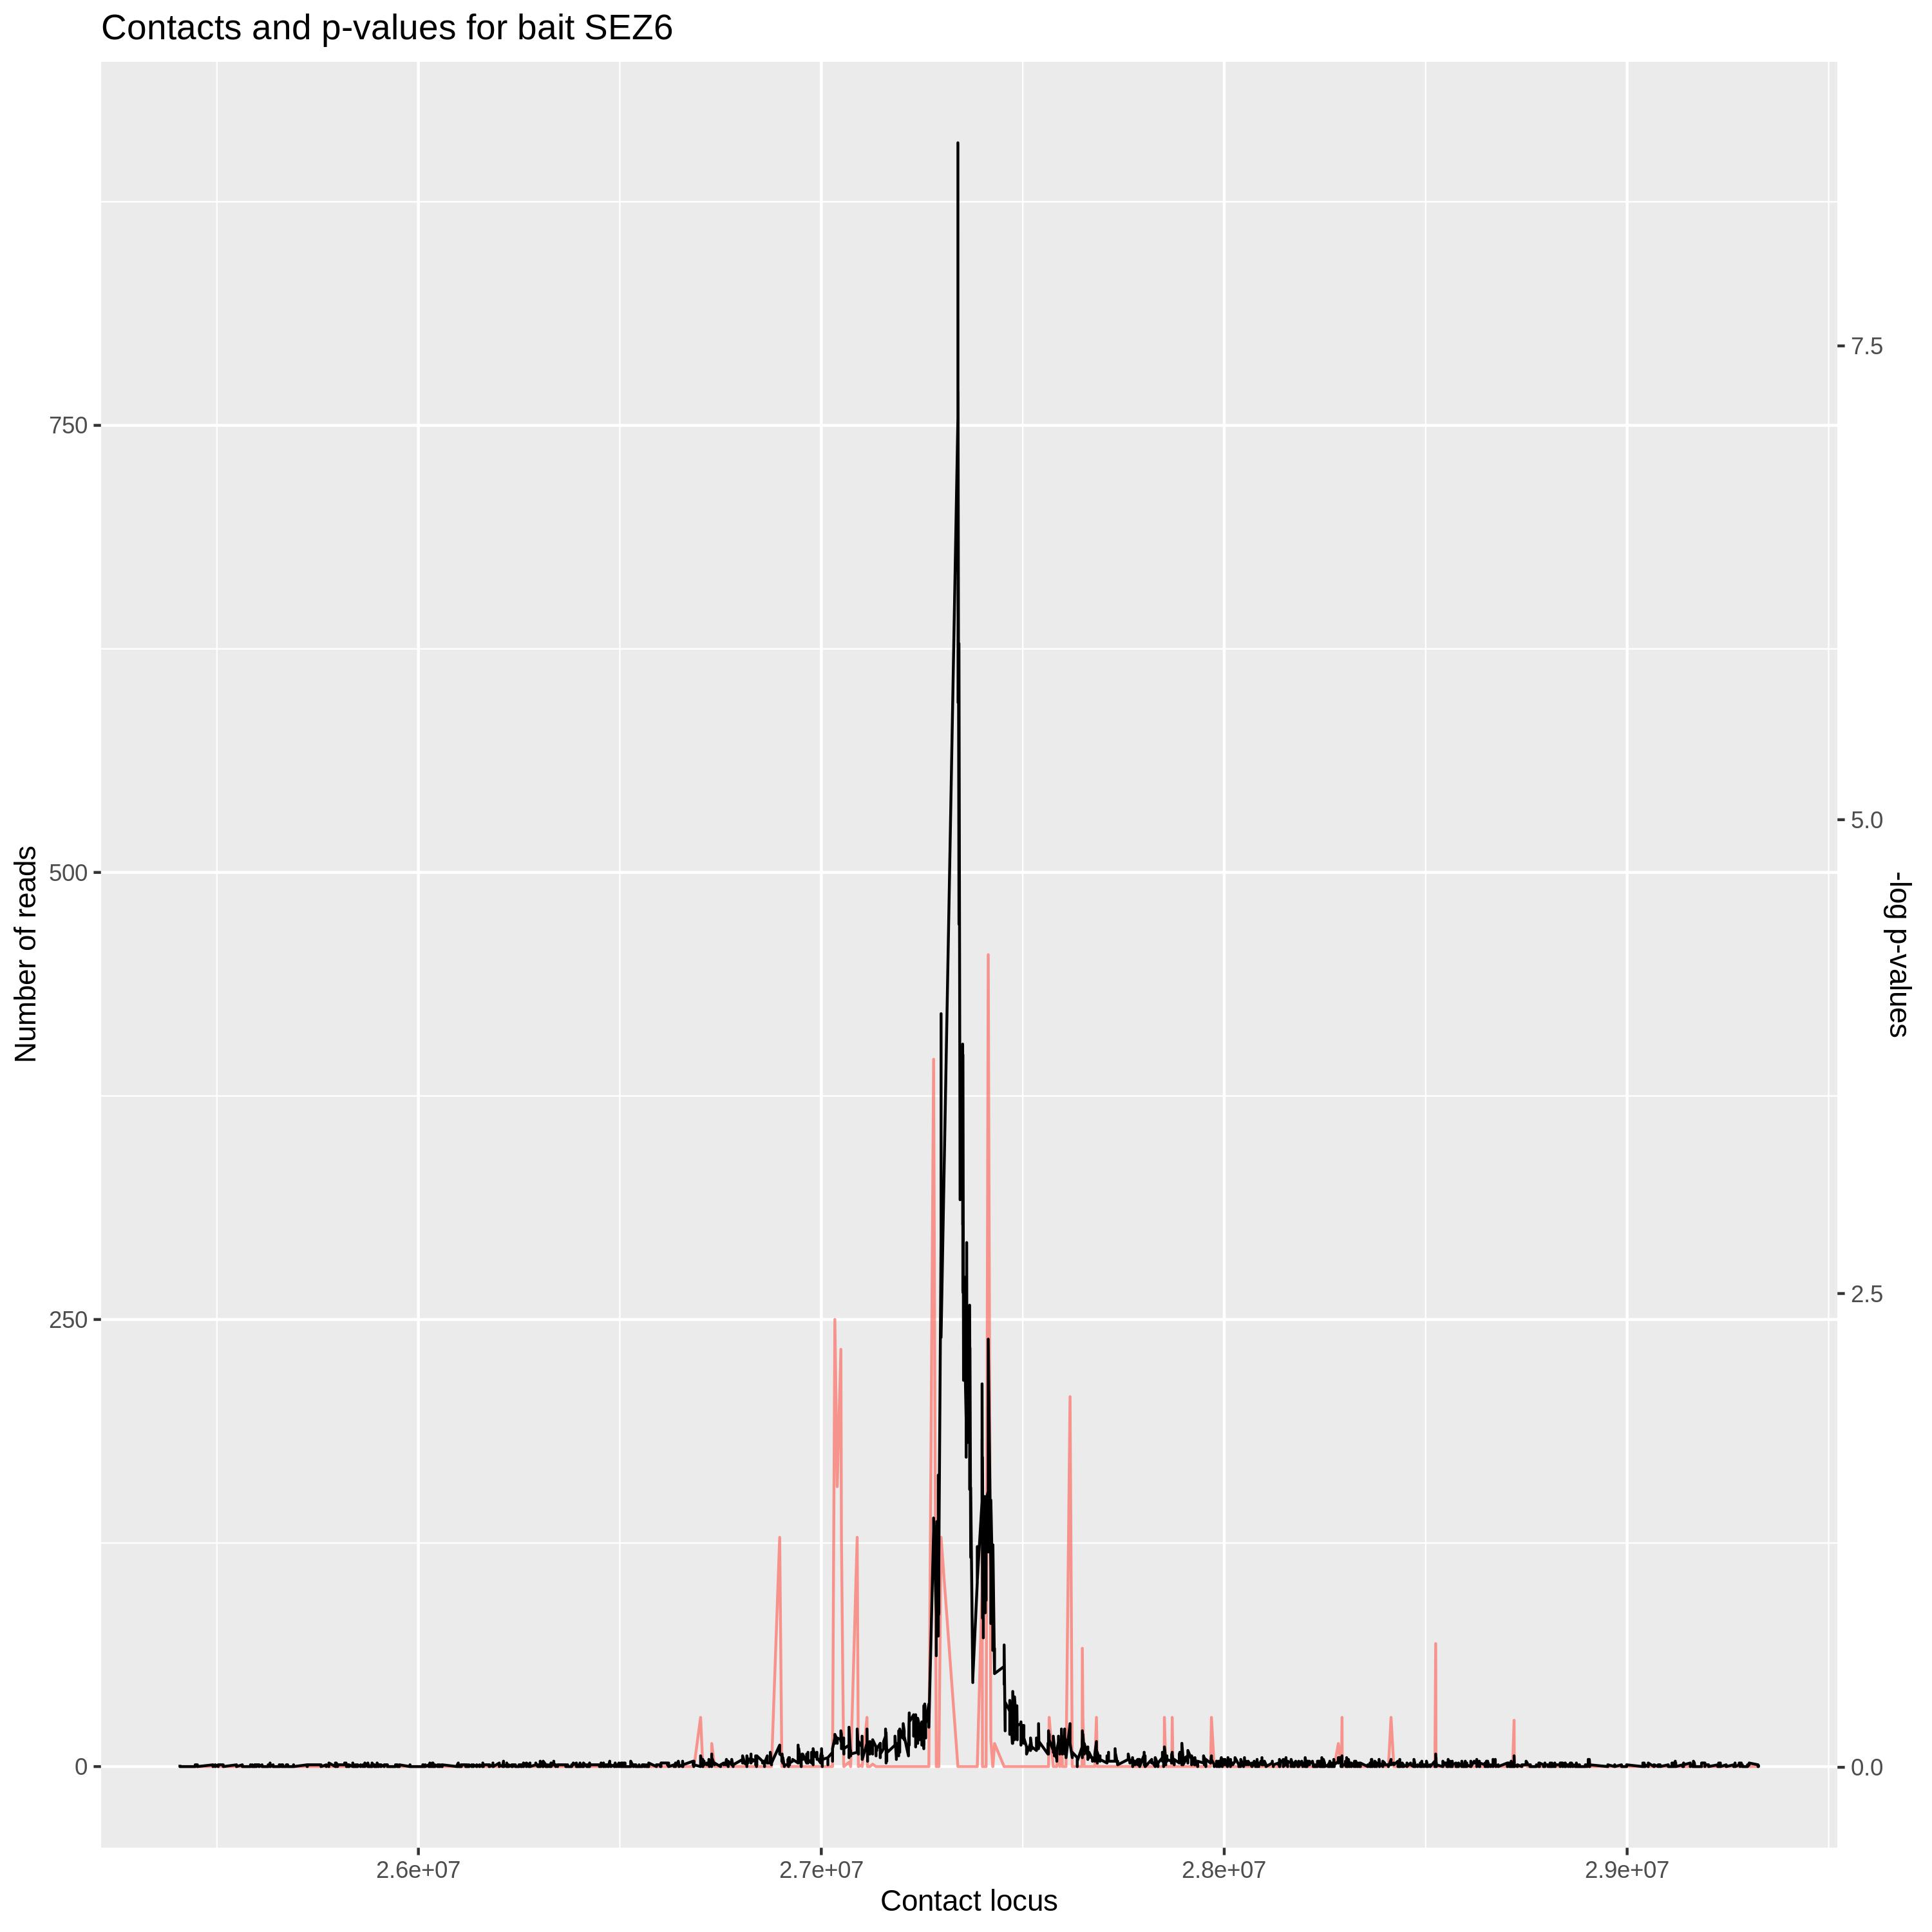 Contacts and p-values for bait SEZ6
750
500
250
0
Number of reads
7.5
5.0
2.5
0.0
-log p-values
2.6e+07 2.7e+07 2.8e+07 2.9e+07
Contact locus